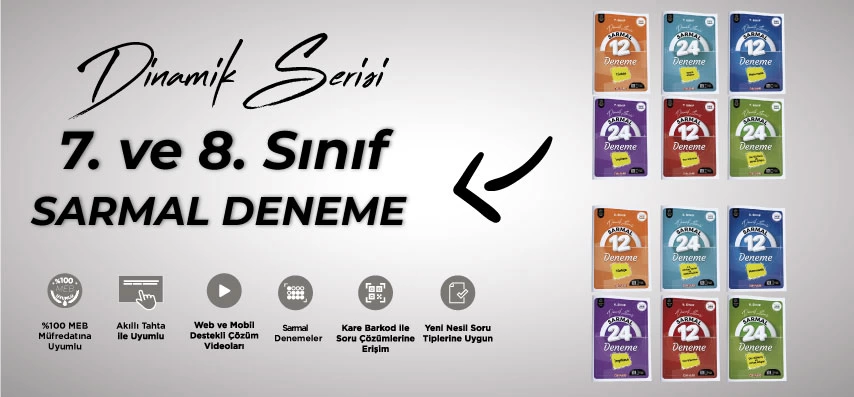 Dinamik Serisi
7. ve 8. Sınıf
SARMAL DENEME
%100
MEB
UYUMLU
%100 MEB
Müfredatına
Uyumlu
Akıllı Tahta
ile Uyumlu
Web ve Mobil
Destekli Çözüm
Videoları
Sarmal
Denemeler
Kare Barkod ile
Soru Çözümlerine
Erişim
Yeni Nesil Soru
Tiplerine Uygun
SARMAL
12
Deneme
SARMAL
24
Deneme
SARMAL
12
Deneme
SARMAL
24
Deneme
SARMAL
12
Deneme
SARMAL
24
Deneme
SARMAL
12
Deneme
SARMAL
24
Deneme
SARMAL
12
Deneme
SARMAL
24
Deneme
SARMAL
12
Deneme
SARMAL
24
Deneme